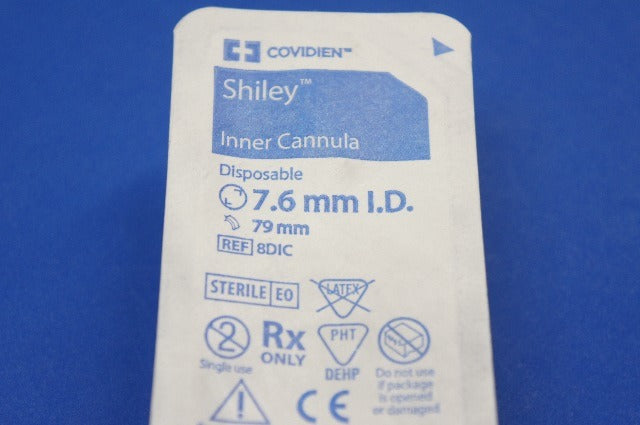 COVIDIEN™
Shiley™
Inner Cannula
Disposable
7.6 mm I.D.
79 mm
REF 8DIC
STERILE EO
LATEX
2
Single use
Rx
ONLY
PHT
DEHP
Do not use
if package
is opened
or damaged
CE